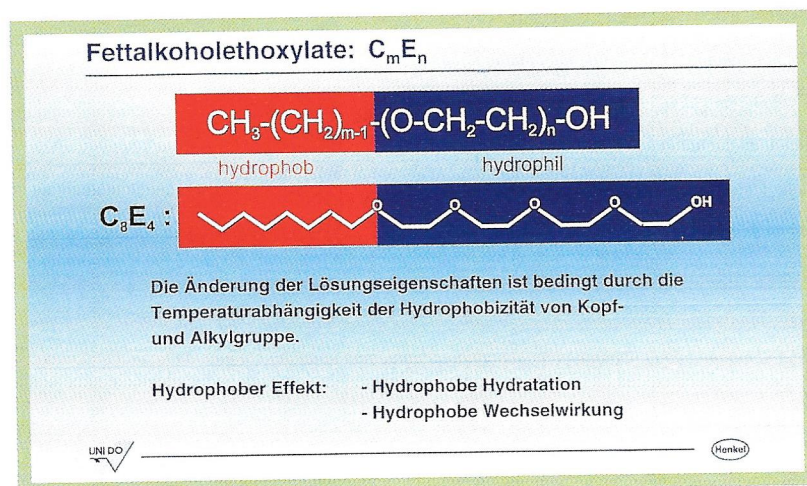 Fettalkoholethoxylate: CₘEₙ
CH₃-(CH₂)ₘ₋₁-(O-CH₂-CH₂)ₙ-OH
hydrophob hydrophil
C₈E₄ :
O O O O OH
Die Änderung der Lösungseigenschaften ist bedingt durch die
Temperaturabhängigkeit der Hydrophobizität von Kopf-
und Alkylgruppe.
Hydrophober Effekt: - Hydrophobe Hydratation
- Hydrophobe Wechselwirkung
UNI DO Henkel